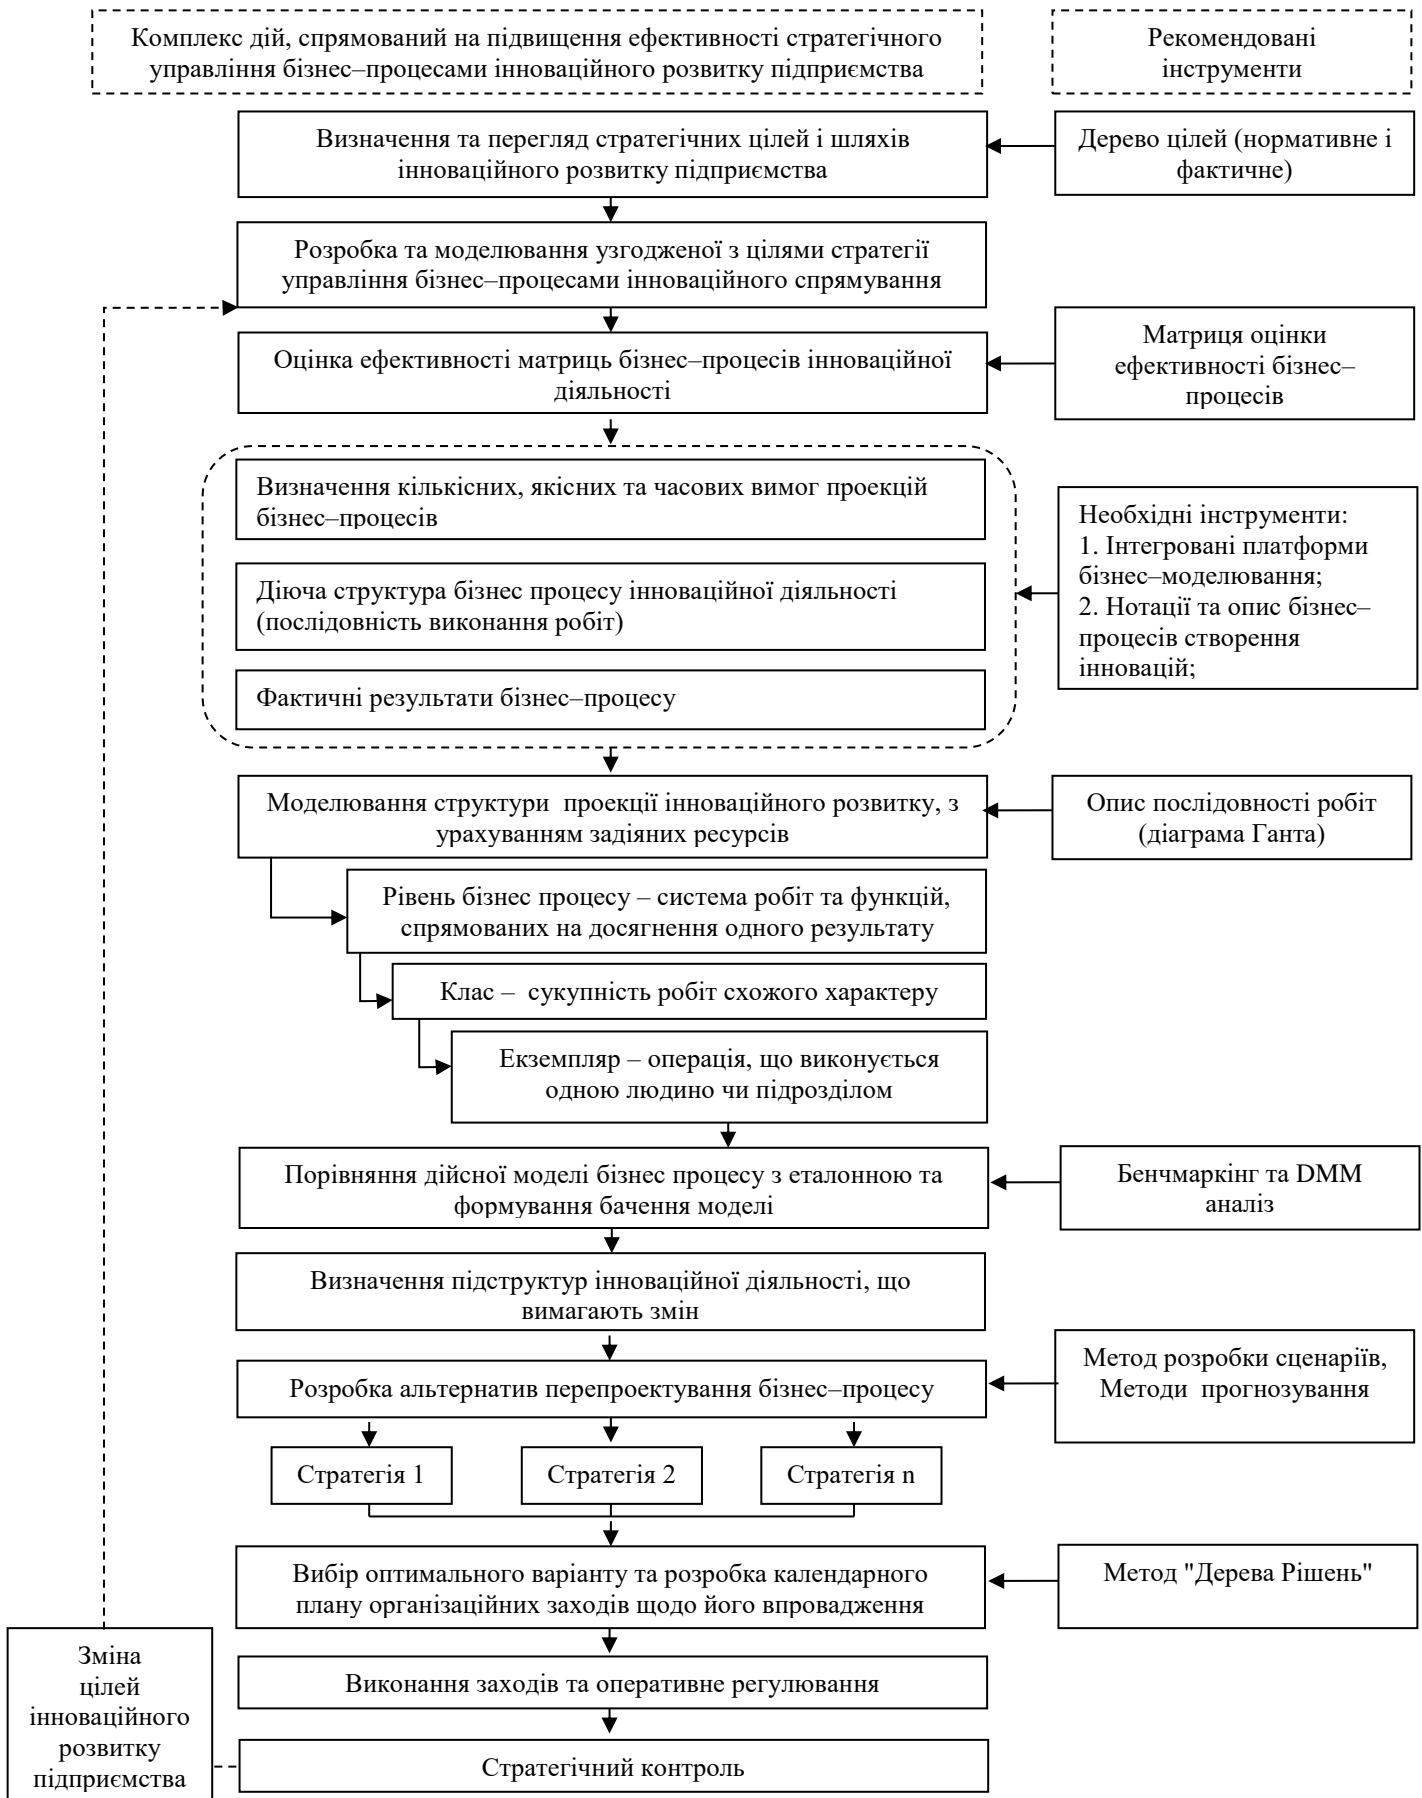 Комплекс дій, спрямований на підвищення ефективності стратегічного
управління бізнес–процесами інноваційного розвитку підприємства
Рекомендовані
інструменти
Визначення та перегляд стратегічних цілей і шляхів
інноваційного розвитку підприємства
Дерево цілей (нормативне і
фактичне)
Розробка та моделювання узгодженої з цілями стратегії
управління бізнес–процесами інноваційного спрямування
Оцінка ефективності матриць бізнес–процесів інноваційної
діяльності
Матриця оцінки
ефективності бізнес–
процесів
Визначення кількісних, якісних та часових вимог проекцій
бізнес–процесів
Діюча структура бізнес процесу інноваційної діяльності
(послідовність виконання робіт)
Фактичні результати бізнес–процесу
Необхідні інструменти:
1. Інтегровані платформи
бізнес–моделювання;
2. Нотації та опис бізнес–
процесів створення
інновацій;
Моделювання структури  проекції інноваційного розвитку, з
урахуванням задіяних ресурсів
Опис послідовності робіт
(діаграма Ганта)
Рівень бізнес процесу – система робіт та функцій,
спрямованих на досягнення одного результату
Клас –  сукупність робіт схожого характеру
Екземпляр – операція, що виконується
одною людино чи підрозділом
Порівняння дійсної моделі бізнес процесу з еталонною та
формування бачення моделі
Бенчмаркінг та DMM
аналіз
Визначення підструктур інноваційної діяльності, що
вимагають змін
Розробка альтернатив перепроектування бізнес–процесу
Метод розробки сценаріїв,
Методи  прогнозування
Стратегія 1
Стратегія 2
Стратегія n
Вибір оптимального варіанту та розробка календарного
плану організаційних заходів щодо його впровадження
Метод "Дерева Рішень"
Зміна
цілей
інноваційного
розвитку
підприємства
Виконання заходів та оперативне регулювання
Стратегічний контроль